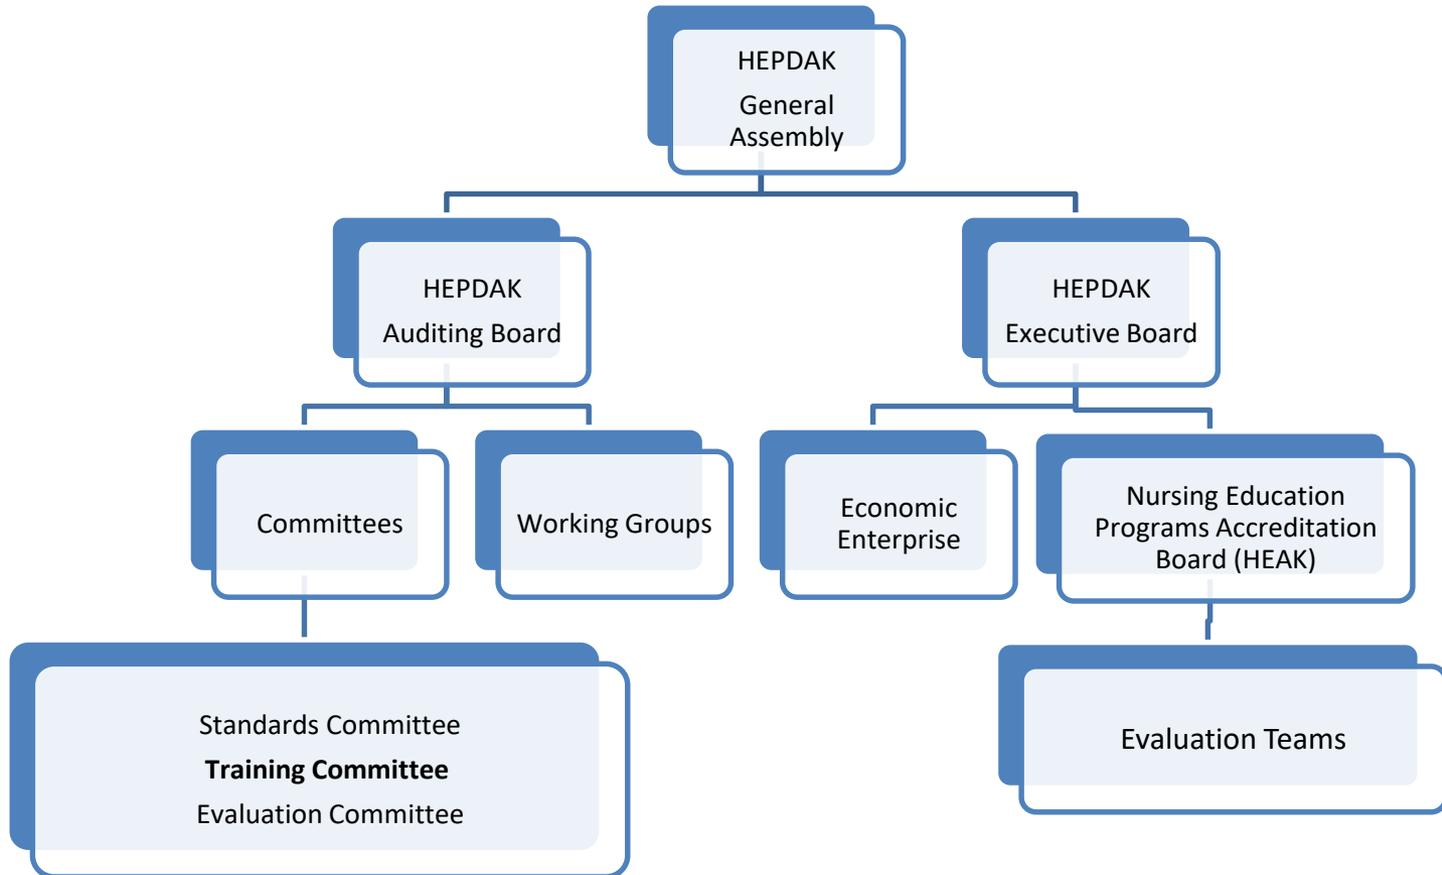 HEPDAK
General
Assembly
HEPDAK
Auditing Board
HEPDAK
Executive Board
Committees
Working Groups
Economic
Enterprise
Nursing Education
Programs Accreditation
Board (HEAK)
Standards Committee
Training Committee
Evaluation Committee
Evaluation Teams